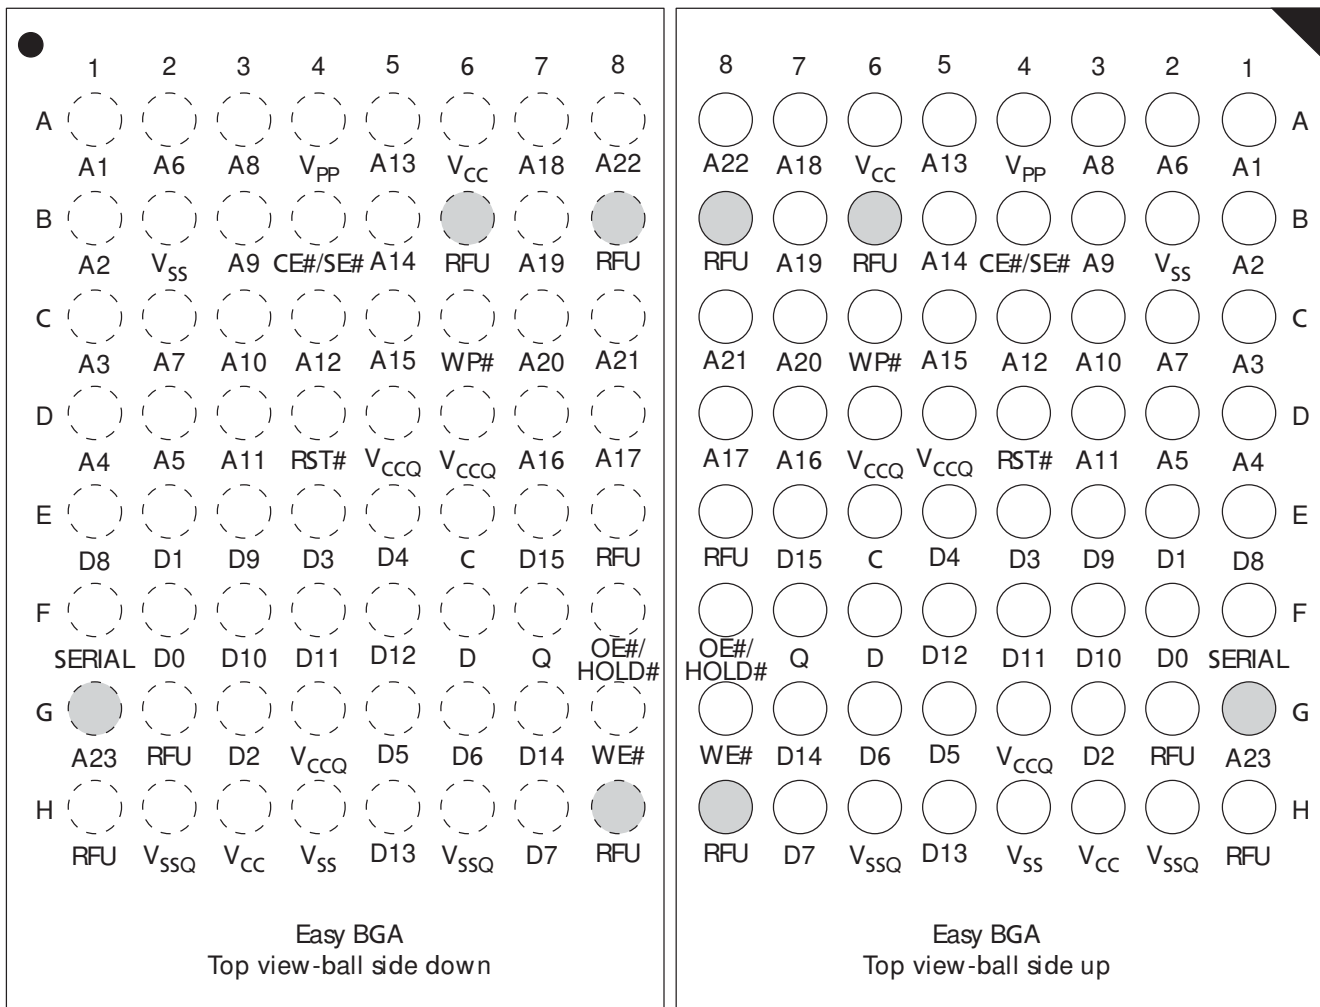 1 2 3 4 5 6 7 8
A
A1 A6 A8 VPP A13 VCC A18 A22
B
A2 VSS A9 CE#/SE# A14 RFU A19 RFU
C
A3 A7 A10 A12 A15 WP# A20 A21
D
A4 A5 A11 RST# VCCQ VCCQ A16 A17
E
D8 D1 D9 D3 D4 C D15 RFU
F
SERIAL D0 D10 D11 D12 D Q OE#/
HOLD#
G
A23 RFU D2 VCCQ D5 D6 D14 WE#
H
RFU VSSQ VCC VSS D13 VSSQ D7 RFU
Easy BGA
Top view-ball side down
8 7 6 5 4 3 2 1
A
A22 A18 VCC A13 VPP A8 A6 A1
B
RFU A19 RFU A14 CE#/SE# A9 VSS A2
C
A21 A20 WP# A15 A12 A10 A7 A3
D
A17 A16 VCCQ VCCQ RST# A11 A5 A4
E
RFU D15 C D4 D3 D9 D1 D8
F
OE#/
HOLD# Q D D12 D11 D10 D0 SERIAL
G
WE# D14 D6 D5 VCCQ D2 RFU A23
H
RFU D7 VSSQ D13 VSS VCC VSSQ RFU
Easy BGA
Top view-ball side up